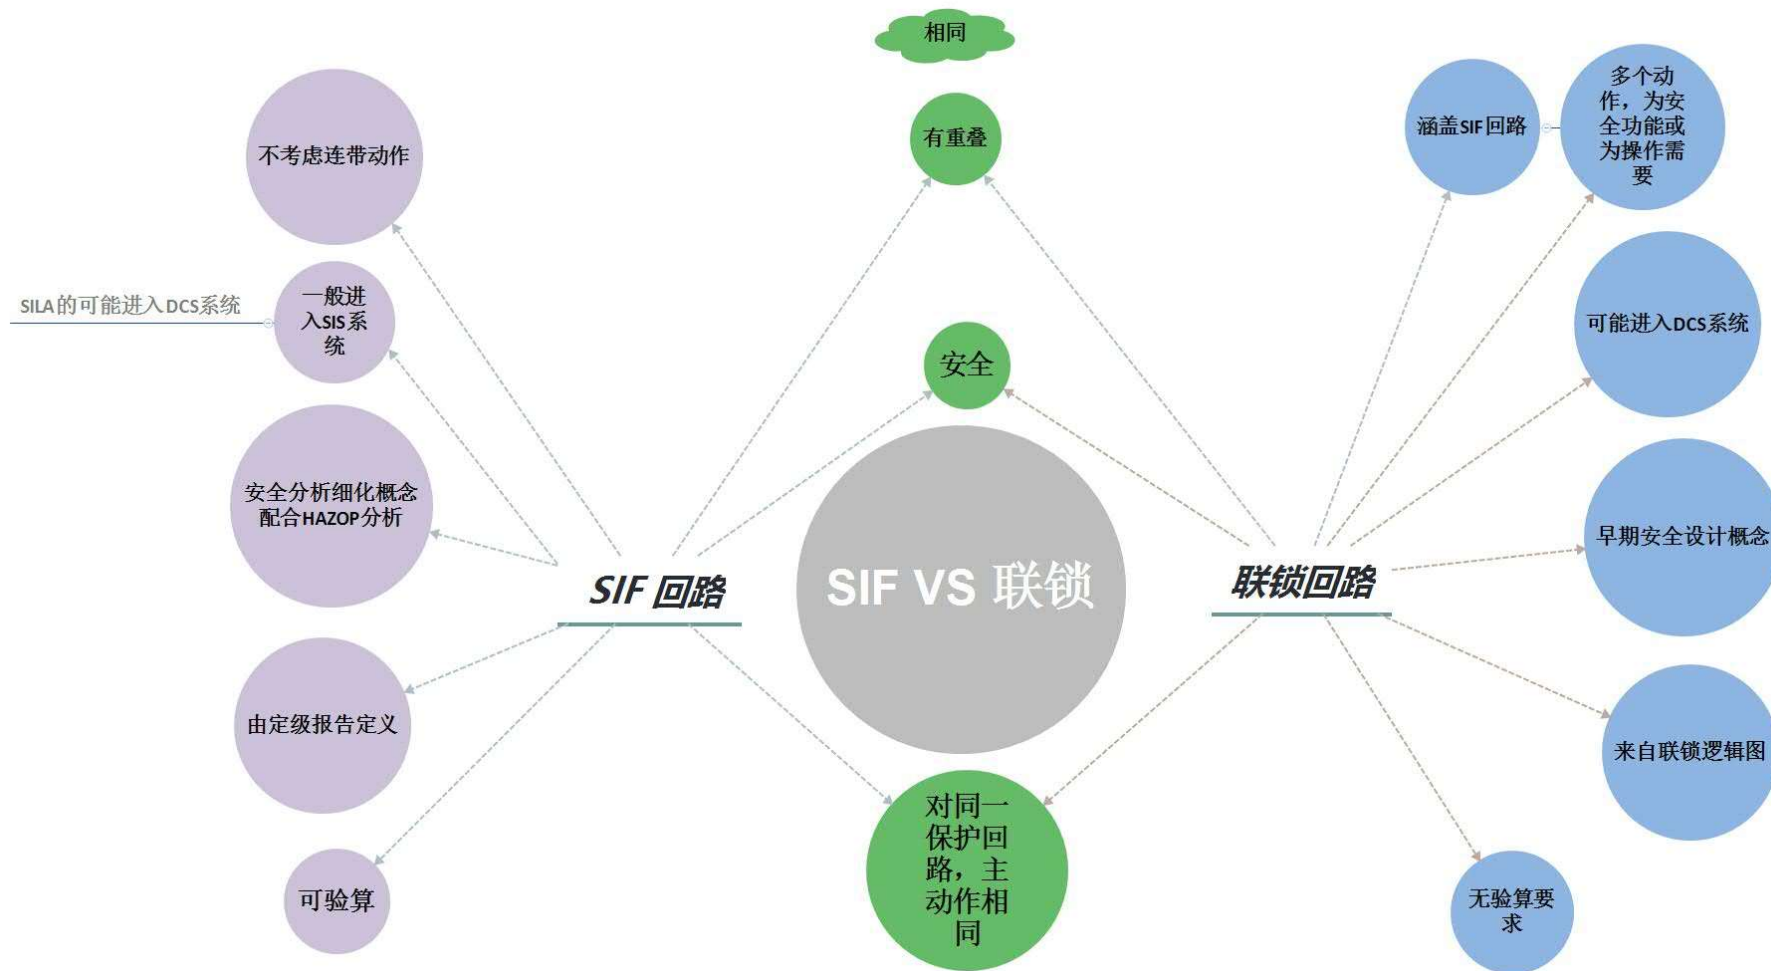 相同
有重叠
安全
SIF VS 联锁
对同一
保护回
路，主
动作相
同
SIF 回路
不考虑连带动作
一般进
入SIS系
统
SILA的可能进入DCS系统
安全分析细化概念
配合HAZOP分析
由定级报告定义
可验算
联锁回路
涵盖SIF回路
多个动
作，为安
全功能或
为操作需
要
可能进入DCS系统
早期安全设计概念
来自联锁逻辑图
无验算要
求